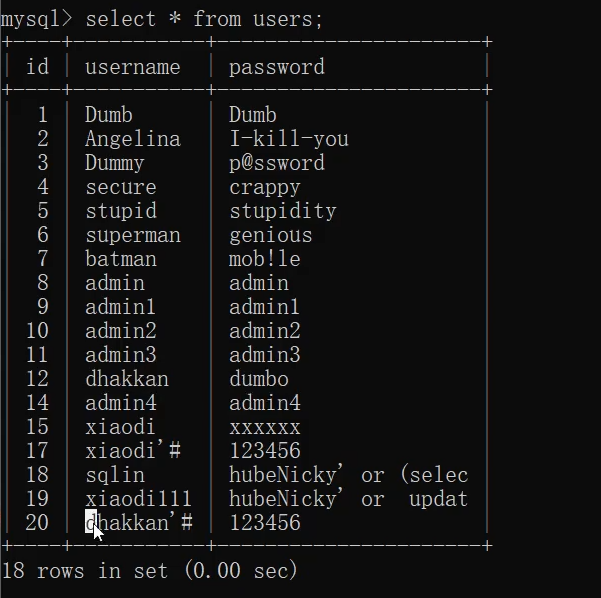 mysql> select * from users;
id username password
1 Dumb Dumb
2 Angelina I-kill-you
3 Dummy p@ssword
4 secure crappy
5 stupid stupidity
6 superman genious
7 batman mob!le
8 admin admin
9 admin1 admin1
10 admin2 admin2
11 admin3 admin3
12 dhakkan dumbo
14 admin4 admin4
15 xiaodi xxxxxx
17 xiaodi'# 123456
18 sqlin hubeNicky' or (selec
19 xiaodi111 hubeNicky' or  updat
20 dhakkan'# 123456
18 rows in set (0.00 sec)